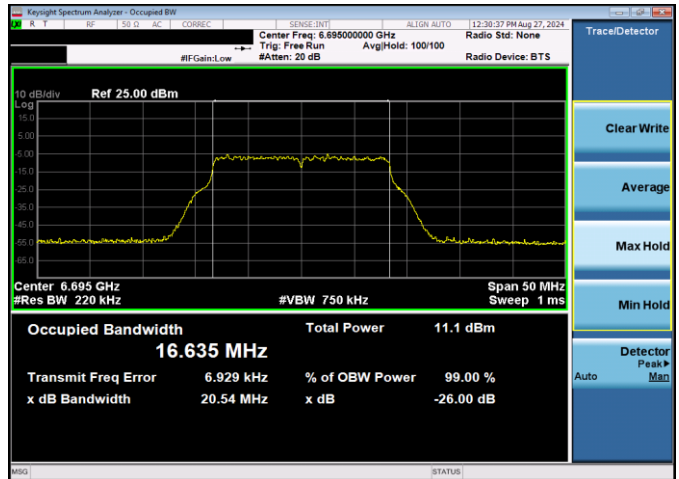 Keysight Spectrum Analyzer - Occupied BW
LXI R T RF 50 Ω AC CORREC SENSE:INT ALIGN AUTO 12:30:37 PM Aug 27, 2024
Center Freq: 6.695000000 GHz Radio Std: None
Trig: Free Run Avg|Hold: 100/100
#IFGain:Low #Atten: 20 dB Radio Device: BTS
Trace/Detector
10 dB/div Ref 25.00 dBm
Log
15.0
5.00
-5.00
-15.0
-25.0
-35.0
-45.0
-55.0
-65.0
Center 6.695 GHz Span 50 MHz
#Res BW 220 kHz #VBW 750 kHz Sweep 1 ms
Occupied Bandwidth Total Power 11.1 dBm
16.635 MHz
Transmit Freq Error 6.929 kHz % of OBW Power 99.00 %
x dB Bandwidth 20.54 MHz x dB -26.00 dB
Clear Write
Average
Max Hold
Min Hold
Detector
Peak▶
Auto Man
MSG STATUS